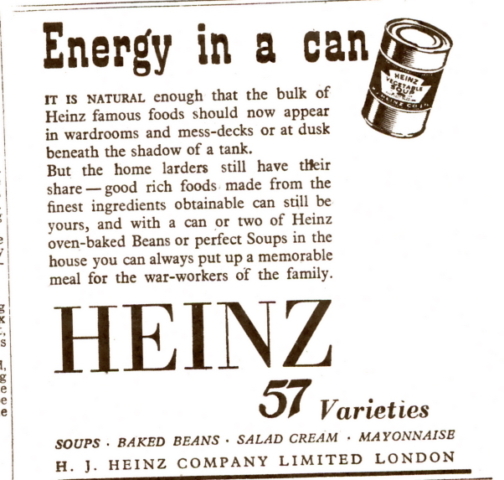 Energy in a can
HEINZ
VEGETABLE
SOUP
IT IS NATURAL enough that the bulk of
Heinz famous foods should now appear
in wardrooms and mess-decks or at dusk
beneath the shadow of a tank.
But the home larders still have their
share — good rich foods made from the
finest ingredients obtainable can still be
yours, and with a can or two of Heinz
oven-baked Beans or perfect Soups in the
house you can always put up a memorable
meal for the war-workers of the family.
HEINZ
57 Varieties
SOUPS · BAKED BEANS · SALAD CREAM · MAYONNAISE
H. J. HEINZ COMPANY LIMITED LONDON